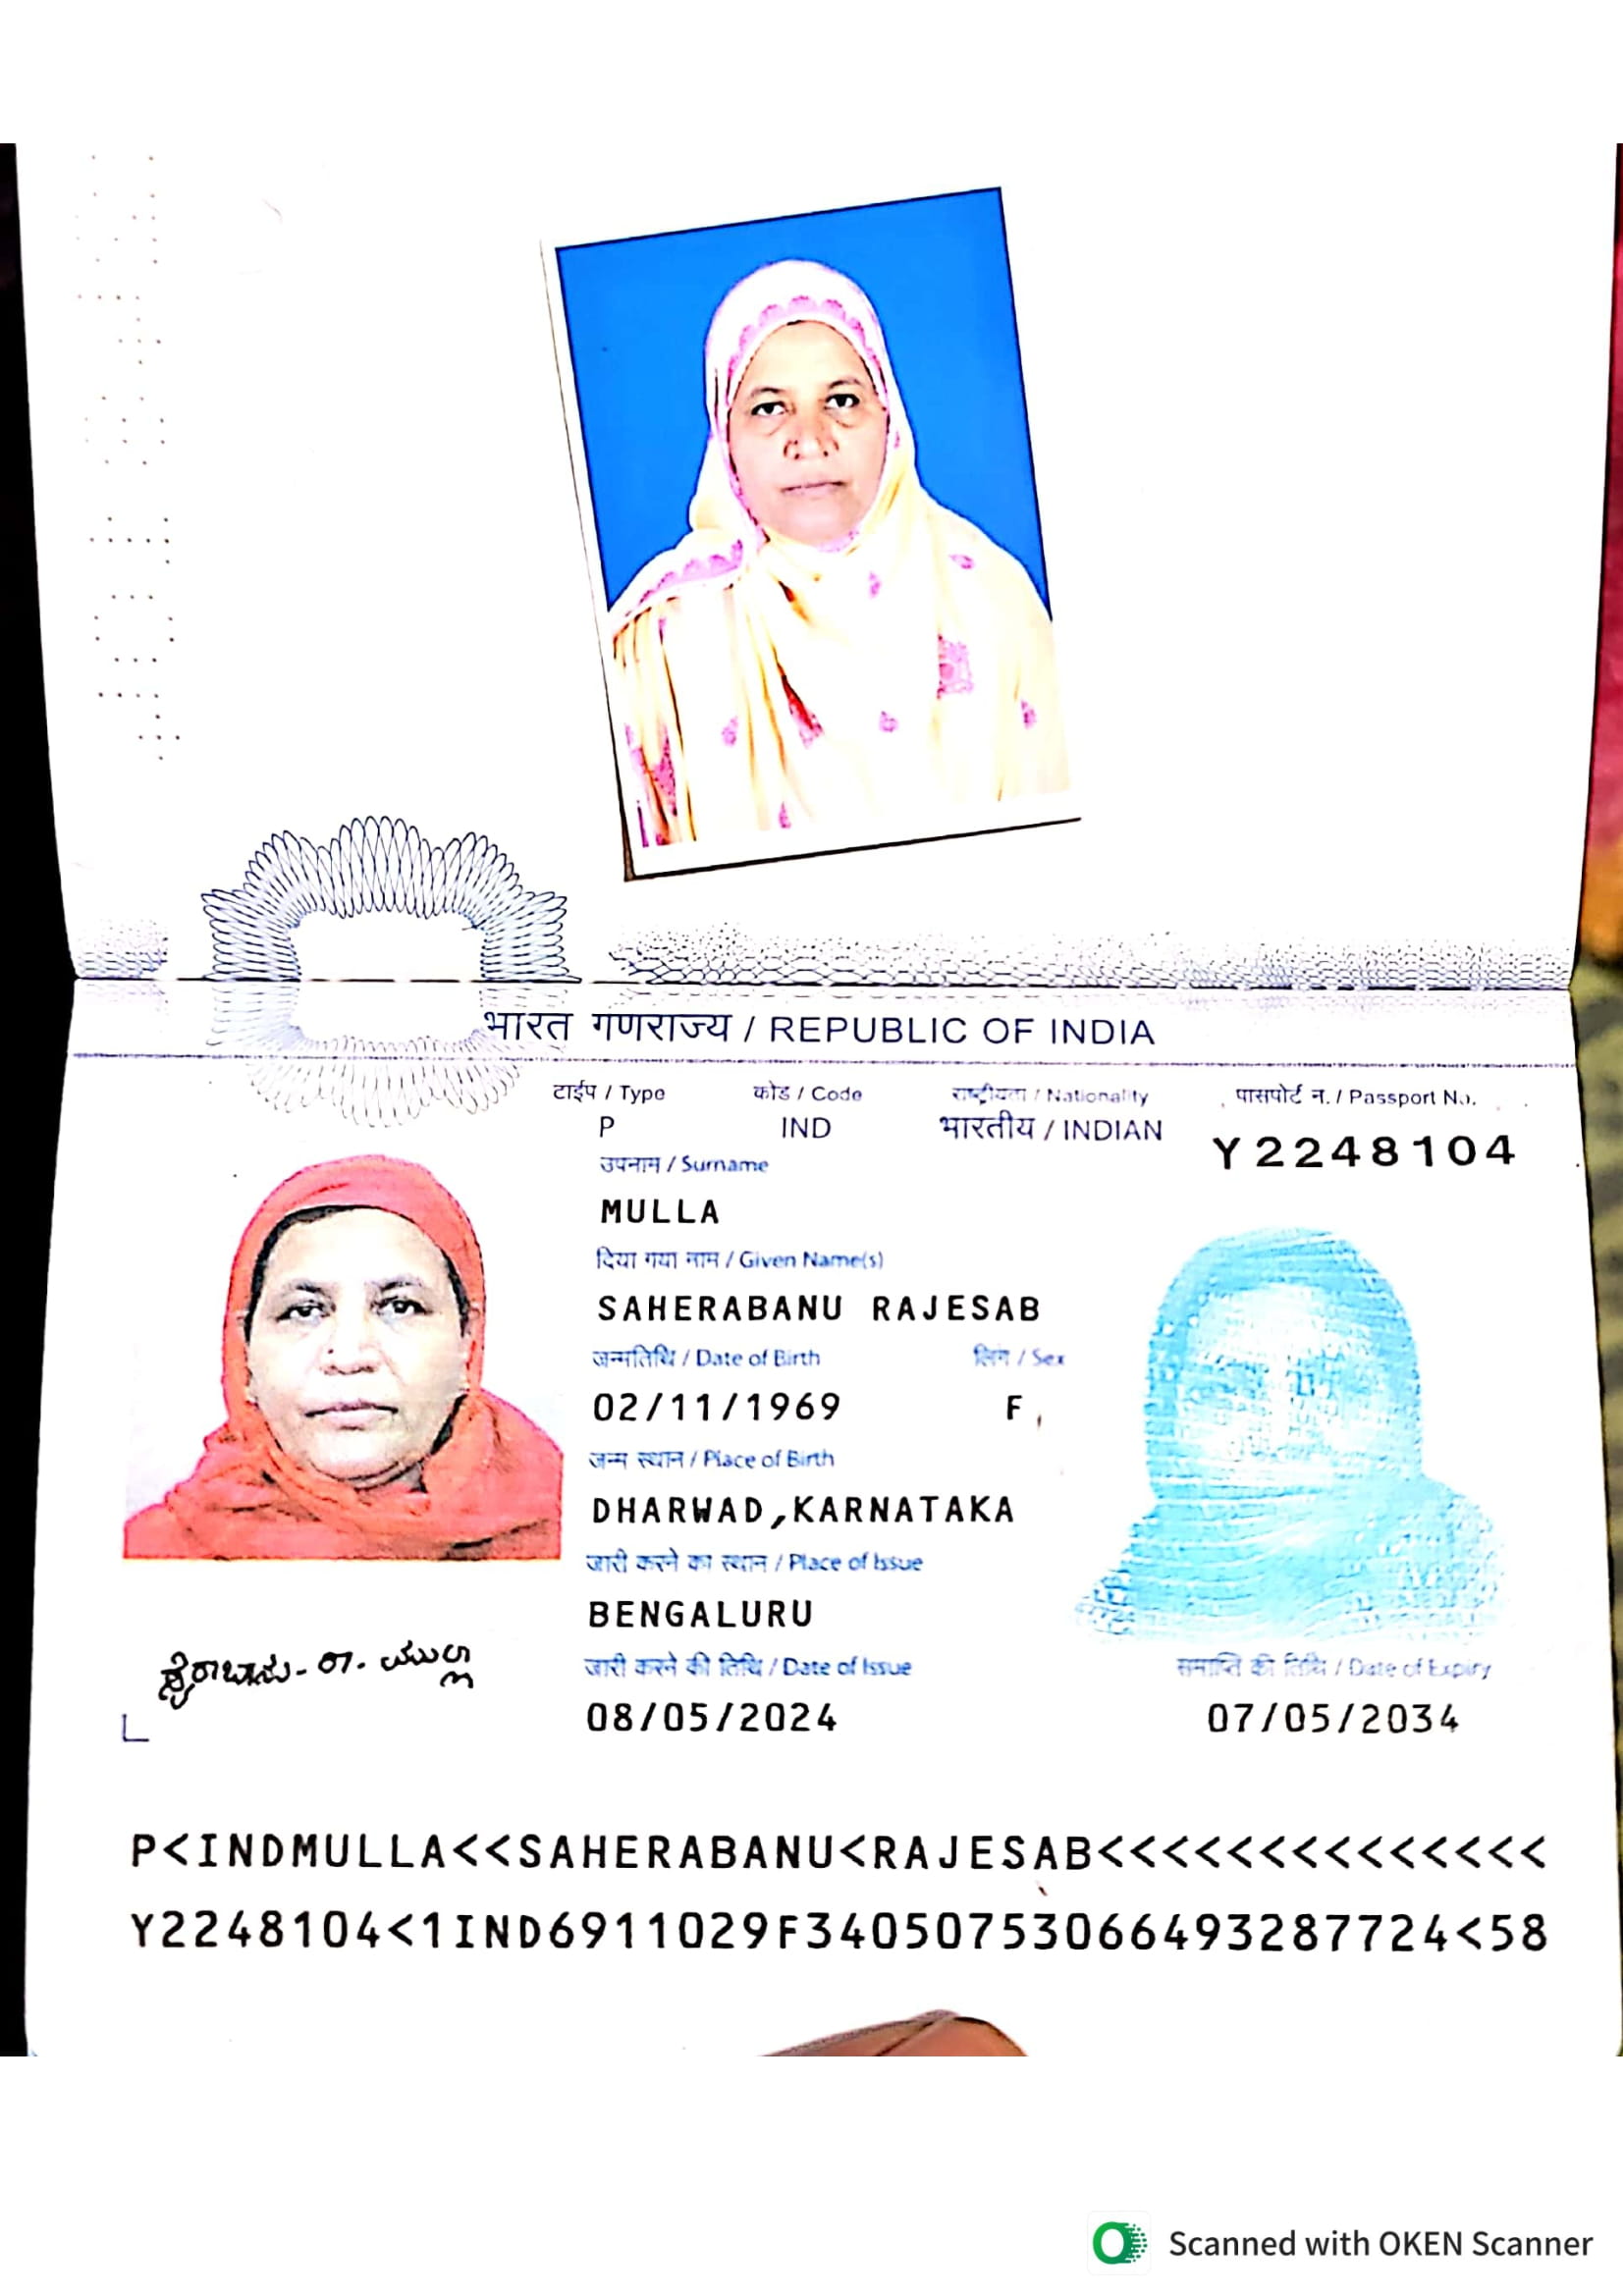 भारत गणराज्य / REPUBLIC OF INDIA
टाईप / Type कोड / Code राष्ट्रीयता / Nationality पासपोर्ट न. / Passport No.
P IND भारतीय / INDIAN Y2248104
उपनाम / Surname
MULLA
दिया गया नाम / Given Name(s)
SAHERABANU RAJESAB
जन्मतिथि / Date of Birth लिंग / Sex
02/11/1969 F
जन्म स्थान / Place of Birth
DHARWAD,KARNATAKA
जारी करने का स्थान / Place of Issue
BENGALURU
जारी करने की तिथि / Date of Issue समाप्ति की तिथि / Date of Expiry
08/05/2024 07/05/2034
P<INDMULLA<<SAHERABANU<RAJESAB<<<<<<<<<<<<<<
Y2248104<1IND6911029F34050753066493287724<58
Scanned with OKEN Scanner